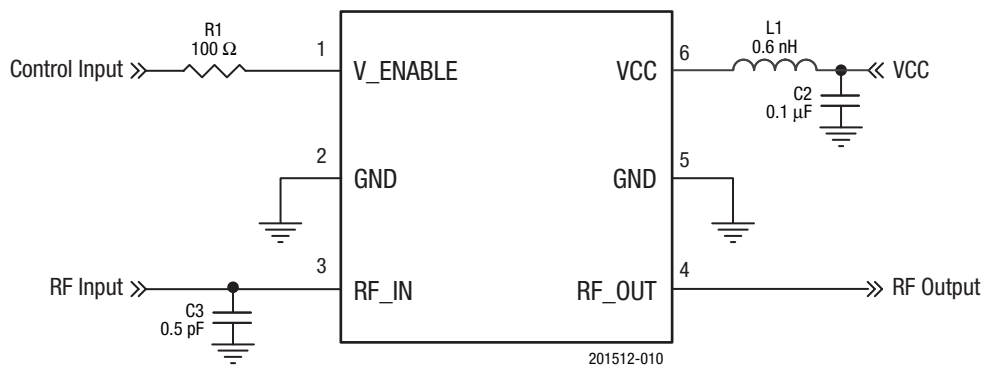 R1
100 Ω
Control Input
1
V_ENABLE
VCC
6
L1
0.6 nH
VCC
C2
0.1 μF
2
GND
GND
5
RF Input
3
RF_IN
C3
0.5 pF
RF_OUT
4
RF Output
201512-010